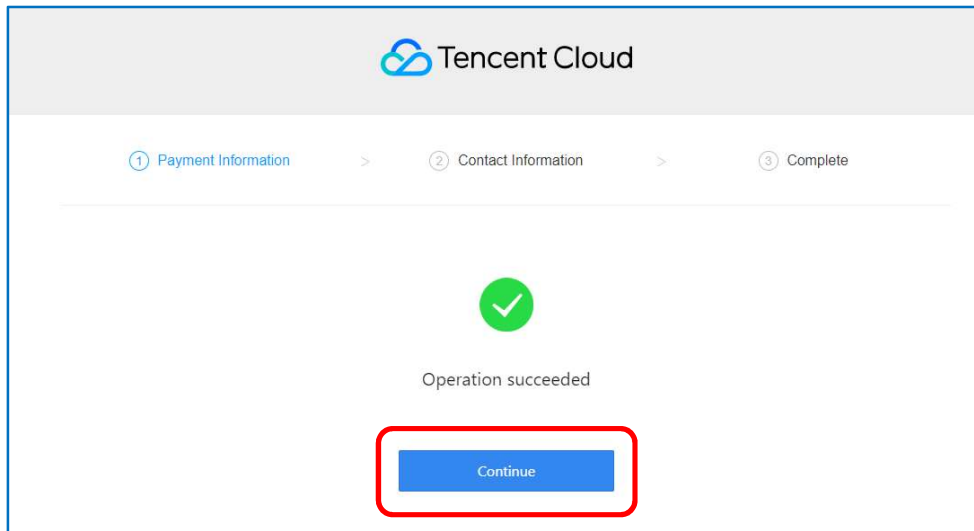 Tencent Cloud
1 Payment Information > 2 Contact Information > 3 Complete
Operation succeeded
Continue